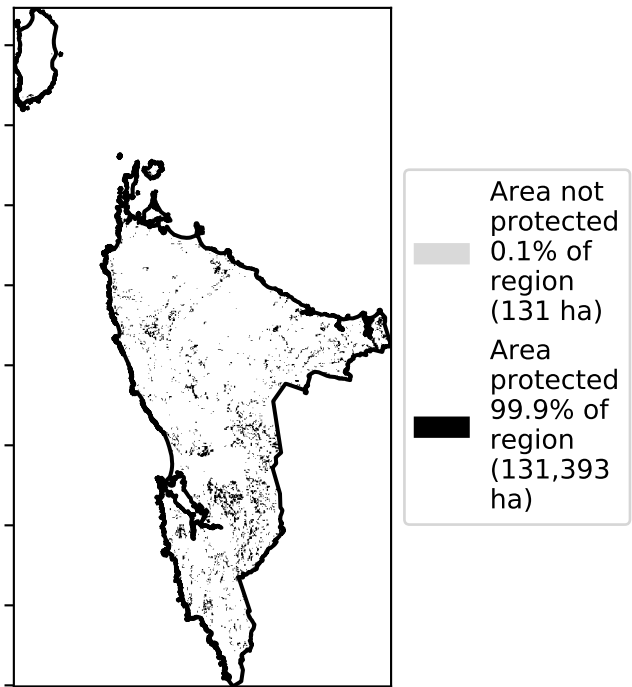 Area not
protected
0.1% of
region
(131 ha)
Area
protected
99.9% of
region
(131,393
ha)